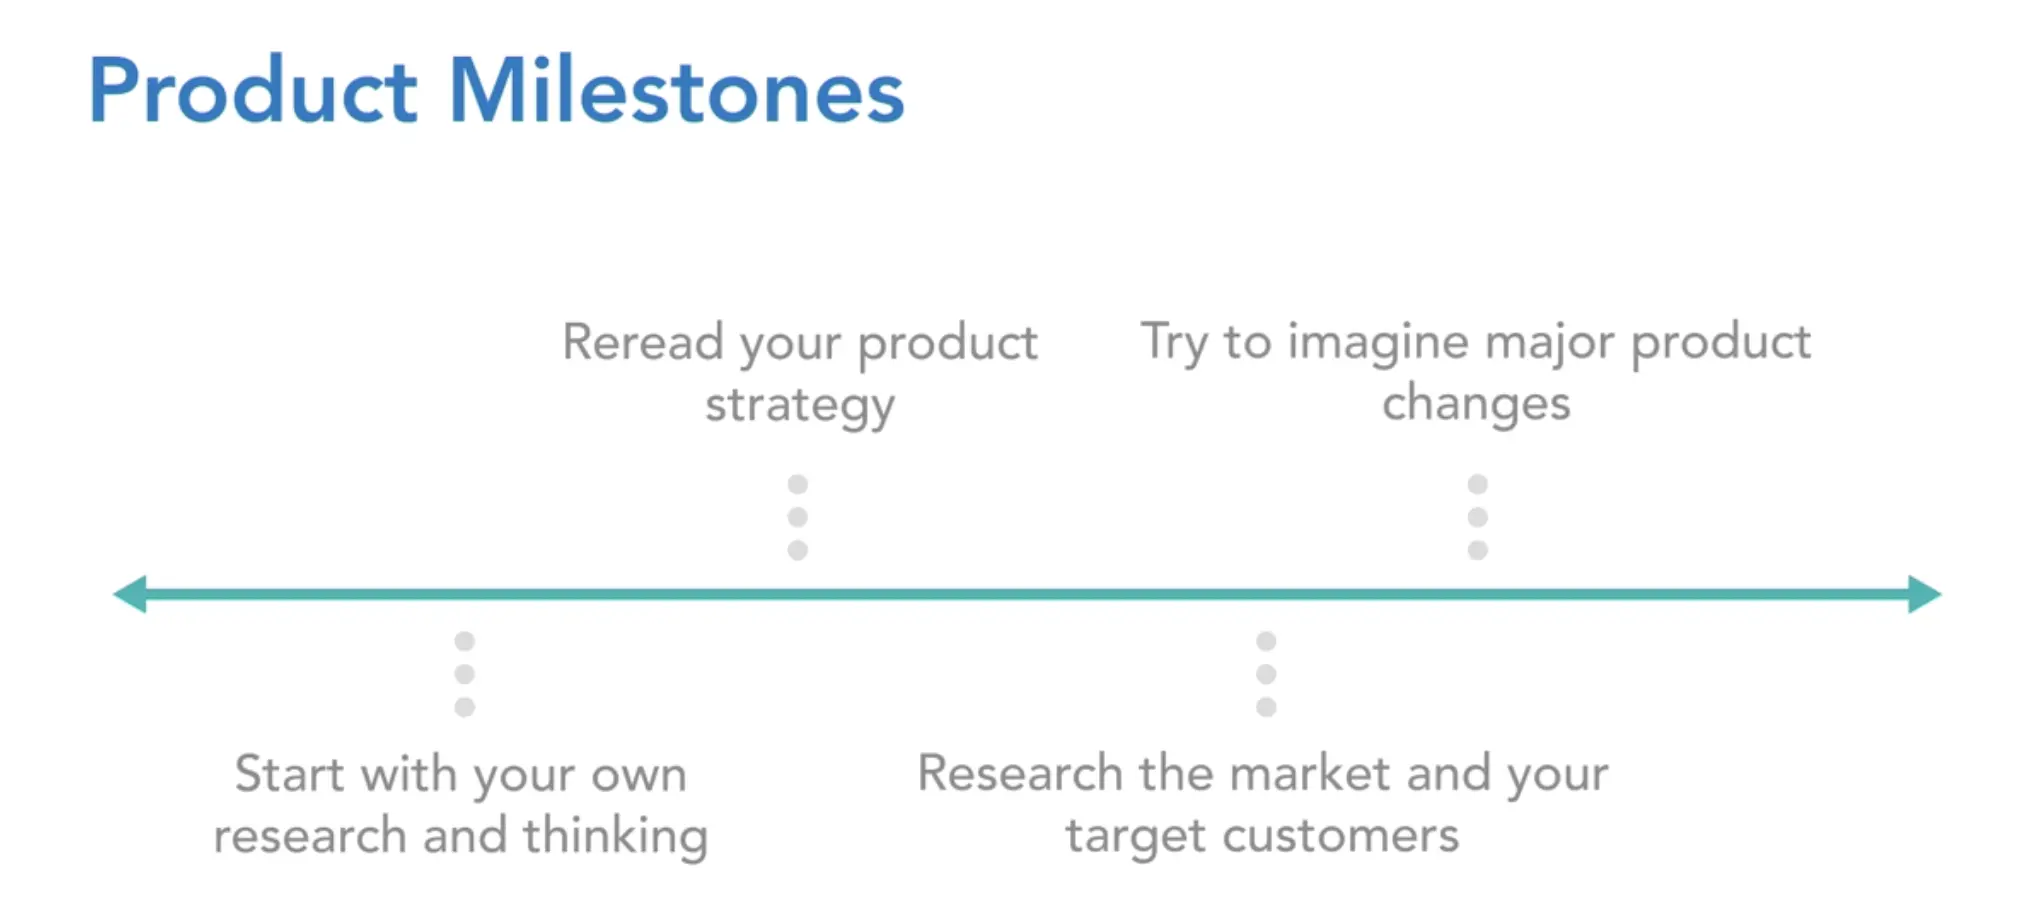 Product Milestones
Reread your product
strategy
Try to imagine major product
changes
Start with your own
research and thinking
Research the market and your
target customers